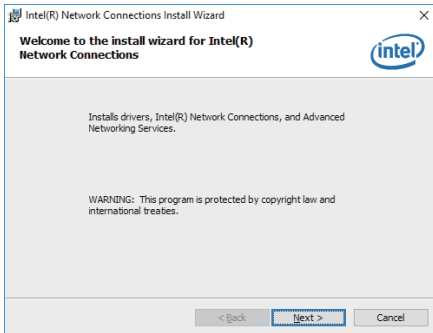 Intel(R) Network Connections Install Wizard
Welcome to the install wizard for Intel(R)
Network Connections
intel
Installs drivers, Intel(R) Network Connections, and Advanced
Networking Services.
WARNING: This program is protected by copyright law and
international treaties.
< Back
Next >
Cancel